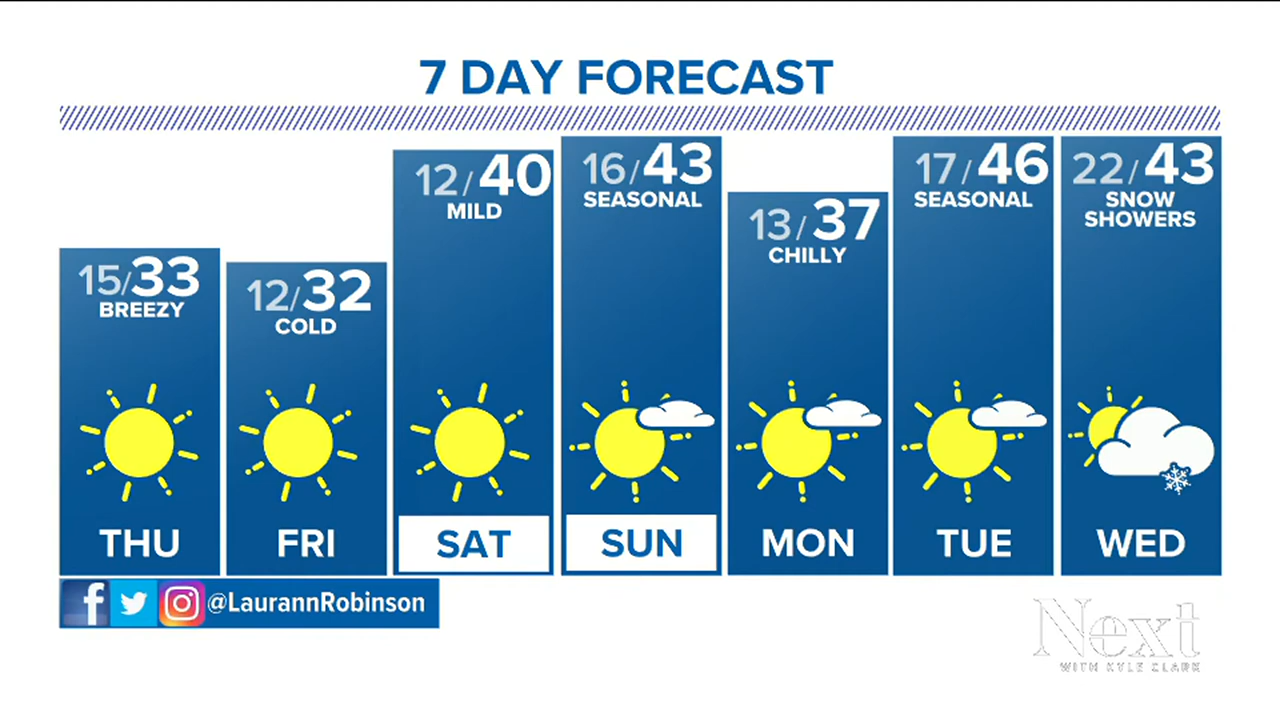 7 DAY FORECAST
15/33
BREEZY
THU
12/32
COLD
FRI
12/40
MILD
SAT
16/43
SEASONAL
SUN
13/37
CHILLY
MON
17/46
SEASONAL
TUE
22/43
SNOW
SHOWERS
WED
@LaurannRobinson
Next
WITH KYLE CLARK